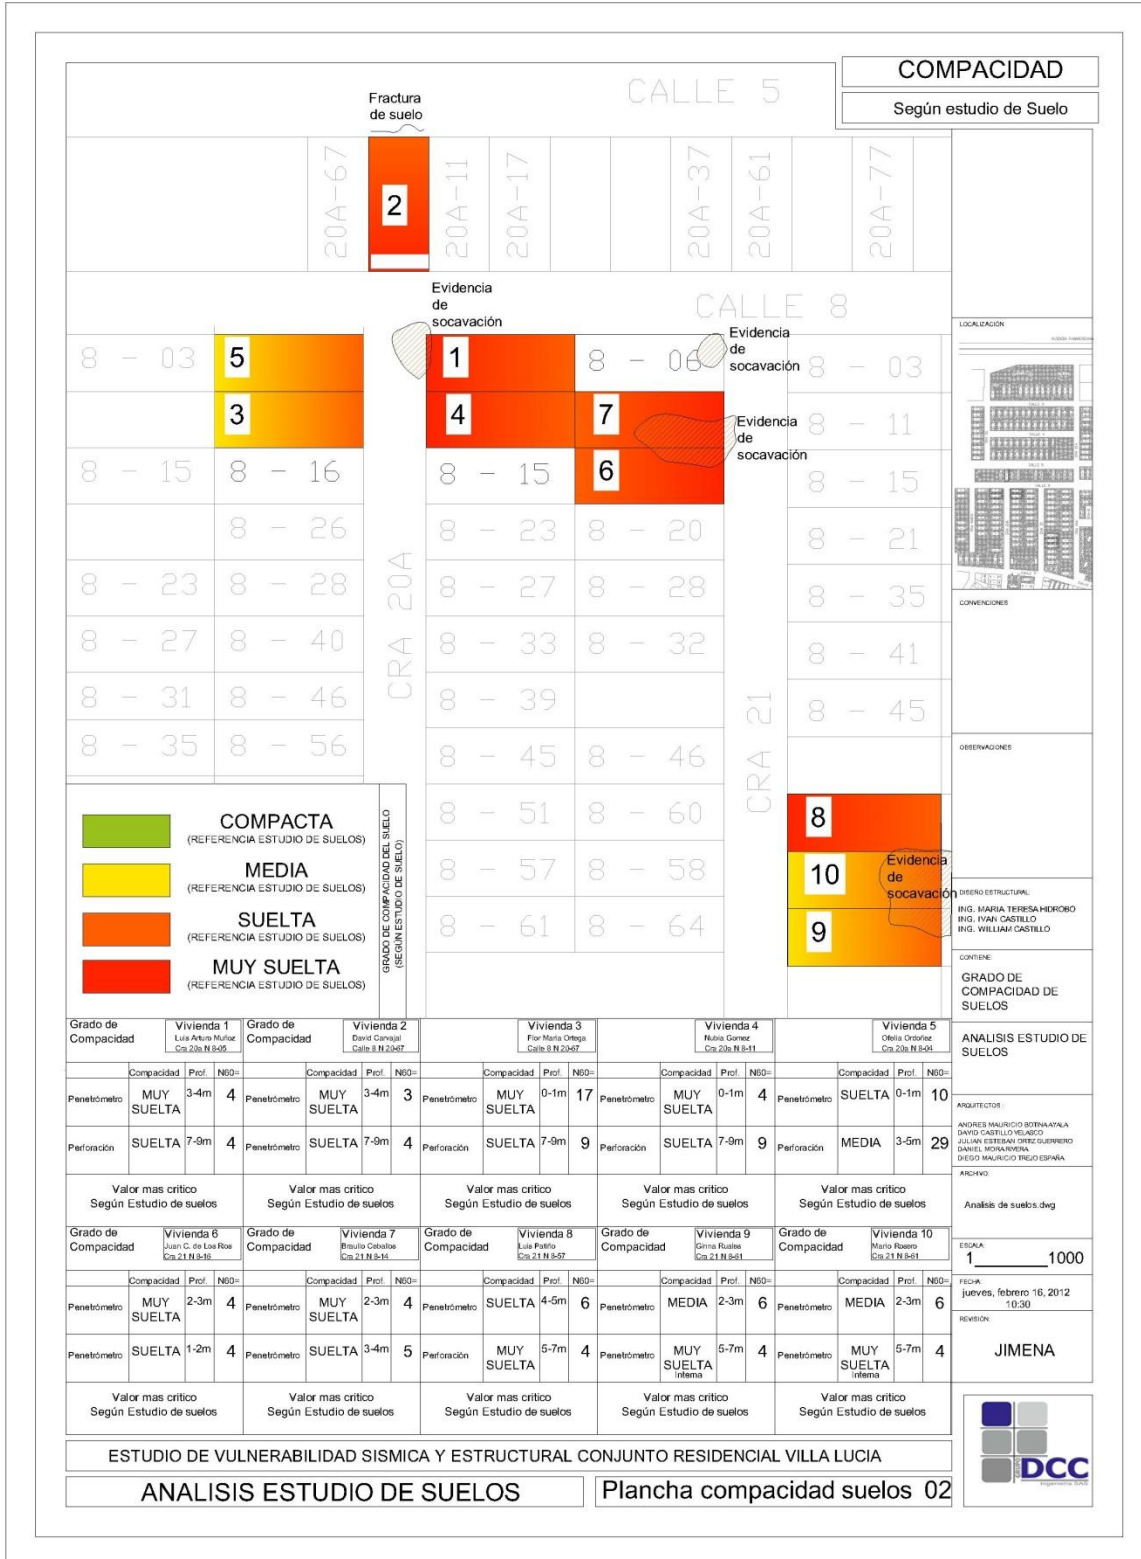 COMPACIDAD
Según estudio de Suelo
CALLE 5
Fractura
de suelo
20A-67
2
20A-11
20A-17
20A-37
20A-61
20A-77
CALLE 8
Evidencia
de
socavación
Evidencia
de
socavación
Evidencia
de
socavación
8 - 03
5
1
8 - 06
8 - 03
3
4
7
8 - 11
8 - 15
8 - 16
8 - 15
6
8 - 15
8 - 26
8 - 23
8 - 20
8 - 21
8 - 23
8 - 28
8 - 27
8 - 28
8 - 35
8 - 27
8 - 40
8 - 33
8 - 32
8 - 41
8 - 31
8 - 46
8 - 39
8 - 45
8 - 35
8 - 56
8 - 45
8 - 46
8 - 51
8 - 60
8 - 57
8 - 58
8 - 61
8 - 64
CRA 20A
CRA 21
8
10
9
Evidencia
de
socavación
COMPACTA
(REFERENCIA ESTUDIO DE SUELOS)
MEDIA
(REFERENCIA ESTUDIO DE SUELOS)
SUELTA
(REFERENCIA ESTUDIO DE SUELOS)
MUY SUELTA
(REFERENCIA ESTUDIO DE SUELOS)
GRADO DE COMPACIDAD DEL SUELO
(SEGÚN ESTUDIO DE SUELO)
LOCALIZACIÓN
CONVENCIONES
OBSERVACIONES
DISEÑO ESTRUCTURAL
ING. MARIA TERESA HIDROBO
ING. IVAN CASTILLO
ING. WILLIAM CASTILLO
CONTIENE:
GRADO DE
COMPACIDAD DE
SUELOS
ANALISIS ESTUDIO DE
SUELOS
ARQUITECTOS :
ANDRES MAURICIO BOTINA AYALA
DAVID CASTILLO VELASCO
JULIAN ESTEBAN ORTIZ GUERRERO
DANIEL MORA RIVERA
DIEGO MAURICIO TREJO ESPAÑA
ARCHIVO:
Analisis de suelos.dwg
ESCALA:
1________1000
FECHA:
jueves, febrero 16, 2012
10:30
REVISIÓN:
JIMENA
Grado de
Compacidad
Vivienda 1
Luis Arturo Muñoz
Cra 20a N 8-05
Compacidad Prof. N60=
Penetrómetro MUY SUELTA 3-4m 4
Perforación SUELTA 7-9m 4
Valor mas critico
Según Estudio de suelos
Grado de
Compacidad
Vivienda 2
David Carvajal
Calle 8 N 20-67
Compacidad Prof. N60=
Penetrómetro MUY SUELTA 3-4m 3
Penetrómetro SUELTA 7-9m 4
Valor mas critico
Según Estudio de suelos
Vivienda 3
Flor Maria Ortega
Calle 8 N 20-67
Compacidad Prof. N60=
Penetrómetro MUY SUELTA 0-1m 17
Perforación SUELTA 7-9m 9
Valor mas critico
Según Estudio de suelos
Vivienda 4
Nubia Gomez
Cra 20a N 8-11
Compacidad Prof. N60=
Penetrómetro MUY SUELTA 0-1m 4
Perforación SUELTA 7-9m 9
Valor mas critico
Según Estudio de suelos
Vivienda 5
Ofelia Ordoñez
Cra 20a N 8-04
Compacidad Prof. N60=
Penetrómetro SUELTA 0-1m 10
Perforación MEDIA 3-5m 29
Valor mas critico
Según Estudio de suelos
Grado de
Compacidad
Vivienda 6
Juan C. de Los Rios
Cra 21 N 8-16
Compacidad Prof. N60=
Penetrómetro MUY SUELTA 2-3m 4
Penetrómetro SUELTA 1-2m 4
Valor mas critico
Según Estudio de suelos
Grado de
Compacidad
Vivienda 7
Braulio Ceballos
Cra 21 N 8-14
Compacidad Prof. N60=
Penetrómetro MUY SUELTA 2-3m 4
Penetrómetro SUELTA 3-4m 5
Valor mas critico
Según Estudio de suelos
Grado de
Compacidad
Vivienda 8
Luis Patiño
Cra 21 N 8-57
Compacidad Prof. N60=
Penetrómetro SUELTA 4-5m 6
Perforación MUY SUELTA 5-7m 4
Valor mas critico
Según Estudio de suelos
Grado de
Compacidad
Vivienda 9
Ginna Ruales
Cra 21 N 8-61
Compacidad Prof. N60=
Penetrómetro MEDIA 2-3m 6
Penetrómetro MUY SUELTA Interna 5-7m 4
Valor mas critico
Según Estudio de suelos
Grado de
Compacidad
Vivienda 10
Mario Rosero
Cra 21 N 8-61
Compacidad Prof. N60=
Penetrómetro MEDIA 2-3m 6
Penetrómetro MUY SUELTA Interna 5-7m 4
Valor mas critico
Según Estudio de suelos
ESTUDIO DE VULNERABILIDAD SISMICA Y ESTRUCTURAL CONJUNTO RESIDENCIAL VILLA LUCIA
ANALISIS ESTUDIO DE SUELOS
Plancha compacidad suelos 02
GRUPO
DCC
Ingeniería SAS